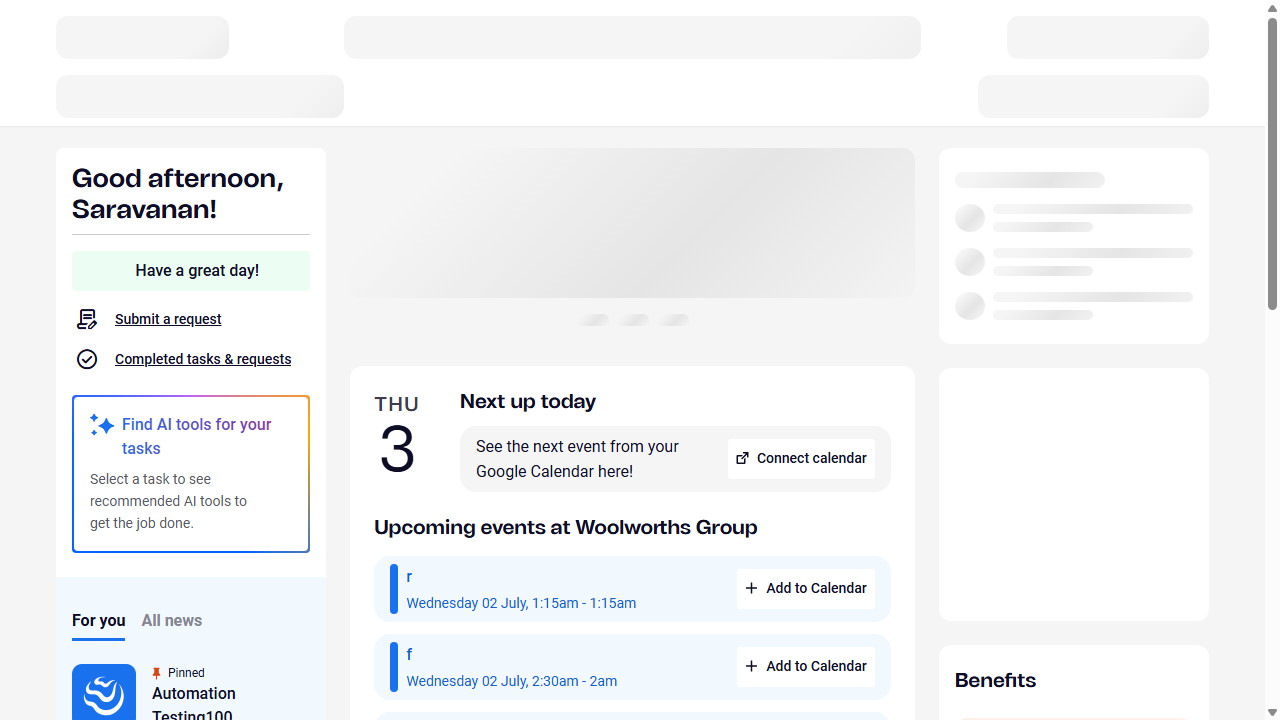 Good afternoon,
Saravanan!
Have a great day!
Submit a request
Completed tasks & requests
Find AI tools for your
tasks
Select a task to see
recommended AI tools to
get the job done.
For you
All news
Pinned
Automation
Testing100
THU
3
Next up today
See the next event from your
Google Calendar here!
Connect calendar
Upcoming events at Woolworths Group
r
Wednesday 02 July, 1:15am - 1:15am
Add to Calendar
f
Wednesday 02 July, 2:30am - 2am
Add to Calendar
Benefits